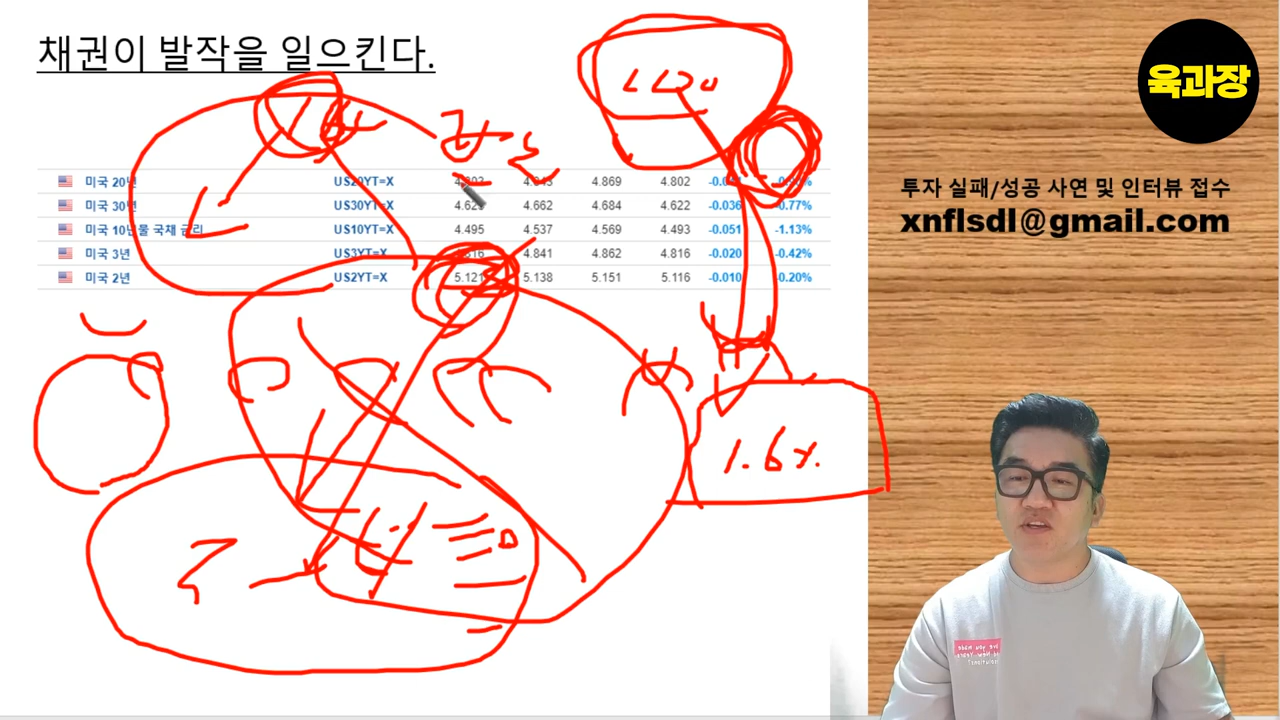 채권이 발작을 일으킨다.
육과장
투자 실패/성공 사연 및 인터뷰 접수
xnflsdl@gmail.com
미국 20년 US20YT=X 4.869 4.802
미국 30년 US30YT=X 4.662 4.684 4.622 -0.036 -0.77%
미국 10년물 국채 금리 US10YT=X 4.495 4.537 4.569 4.493 -0.051 -1.13%
미국 3년 US3YT=X 4.841 4.862 4.816 -0.020 -0.42%
미국 2년 US2YT=X 5.121 5.138 5.151 5.116 -0.010 -0.20%
1.6%.